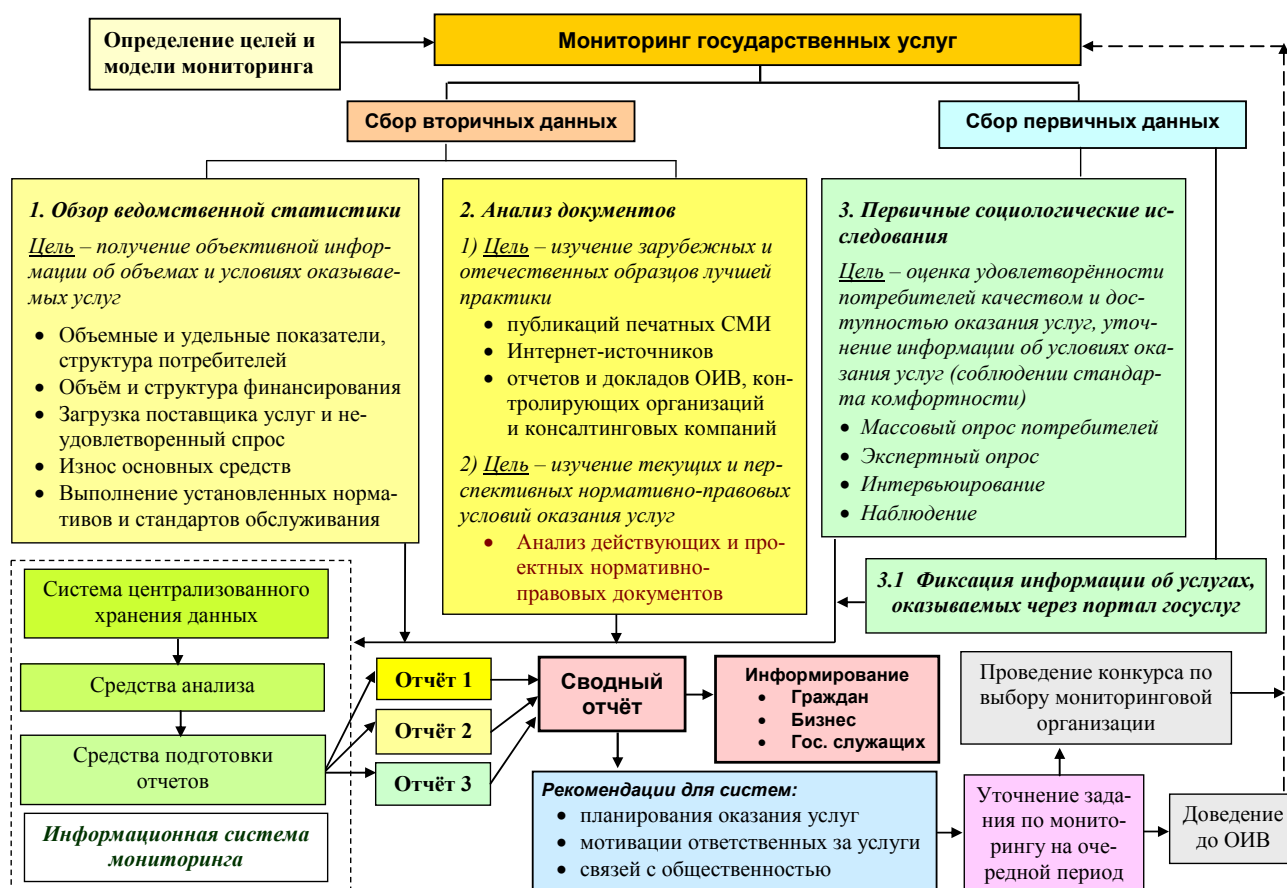 Определение целей и
модели мониторинга
Мониторинг государственных услуг
Сбор вторичных данных
Сбор первичных данных
1. Обзор ведомственной статистики
Цель – получение объективной инфор-
мации об объемах и условиях оказывае-
мых услуг
• Объемные и удельные показатели,
структура потребителей
• Объём и структура финансирования
• Загрузка поставщика услуг и не-
удовлетворенный спрос
• Износ основных средств
• Выполнение установленных норма-
тивов и стандартов обслуживания
2. Анализ документов
1) Цель – изучение зарубежных и
отечественных образцов лучшей
практики
• публикаций печатных СМИ
• Интернет-источников
• отчетов и докладов ОИВ, кон-
тролирующих организаций
и консалтинговых компаний
2) Цель – изучение текущих и пер-
спективных нормативно-правовых
условий оказания услуг
• Анализ действующих и про-
ектных нормативно-
правовых документов
3. Первичные социологические ис-
следования
Цель – оценка удовлетворённости
потребителей качеством и дос-
тупностью оказания услуг, уточ-
нение информации об условиях ока
зания услуг (соблюдении стандар-
та комфортности)
• Массовый опрос потребителей
• Экспертный опрос
• Интервьюирование
• Наблюдение
3.1 Фиксация информации об услугах,
оказываемых через портал госуслуг
Система централизованного
хранения данных
Средства анализа
Средства подготовки
отчетов
Информационная система
мониторинга
Отчёт 1
Отчёт 2
Отчёт 3
Сводный
отчёт
Информирование
• Граждан
• Бизнес
• Гос. служащих
Рекомендации для систем:
• планирования оказания услуг
• мотивации ответственных за услуги
• связей с общественностью
Проведение конкурса по
выбору мониторинговой
организации
Уточнение зада-
ния по монито-
рингу на оче-
редной период
Доведение
до ОИВ